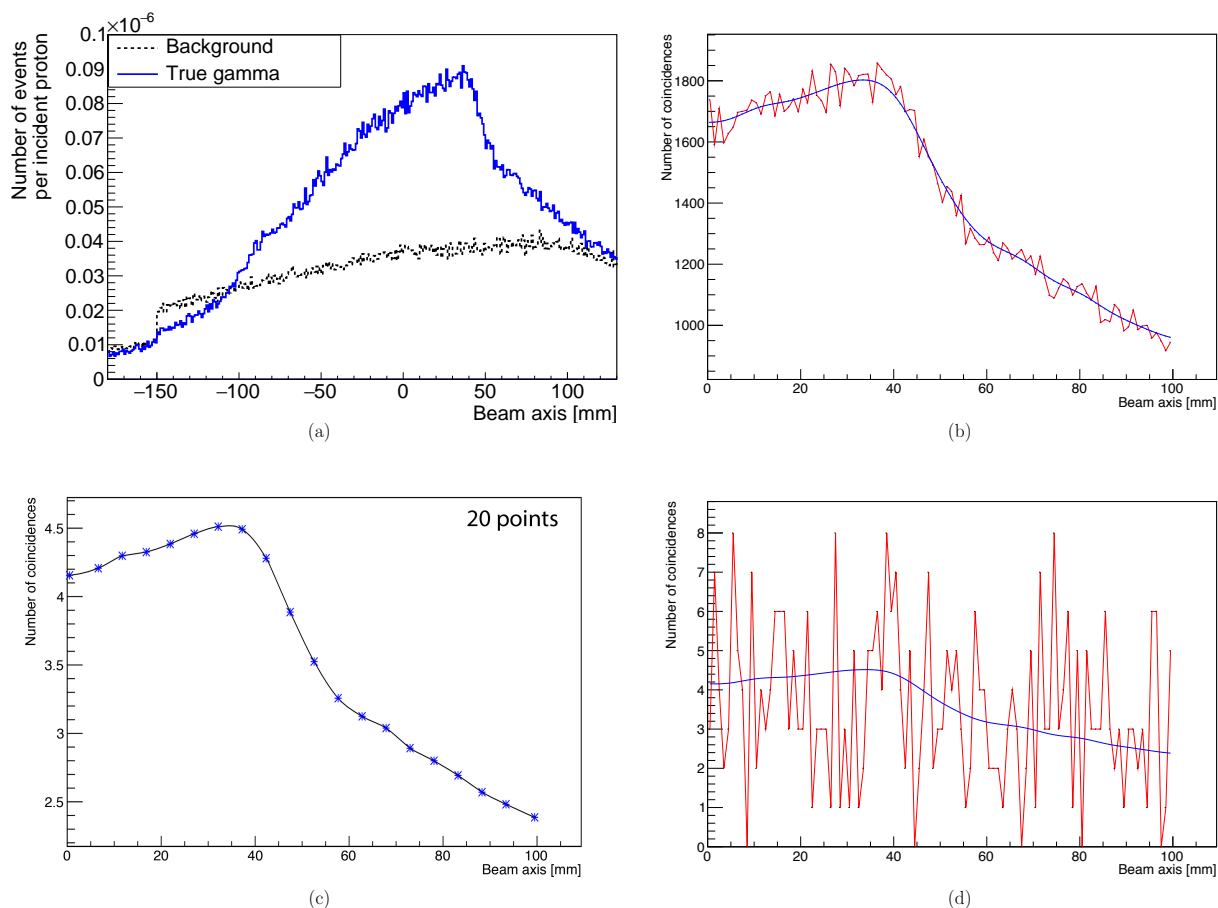 ×10⁻⁶
Number of events
per incident proton
0.1
0.09
0.08
0.07
0.06
0.05
0.04
0.03
0.02
0.01
0
Background
True gamma
−150 −100 −50 0 50 100
Beam axis [mm]
(a)
Number of coincidences
1800
1600
1400
1200
1000
0 20 40 60 80 100
Beam axis [mm]
(b)
Number of coincidences
4.5
4
3.5
3
2.5
20 points
0 20 40 60 80 100
Beam axis [mm]
(c)
Number of coincidences
8
7
6
5
4
3
2
1
0
0 20 40 60 80 100
Beam axis [mm]
(d)